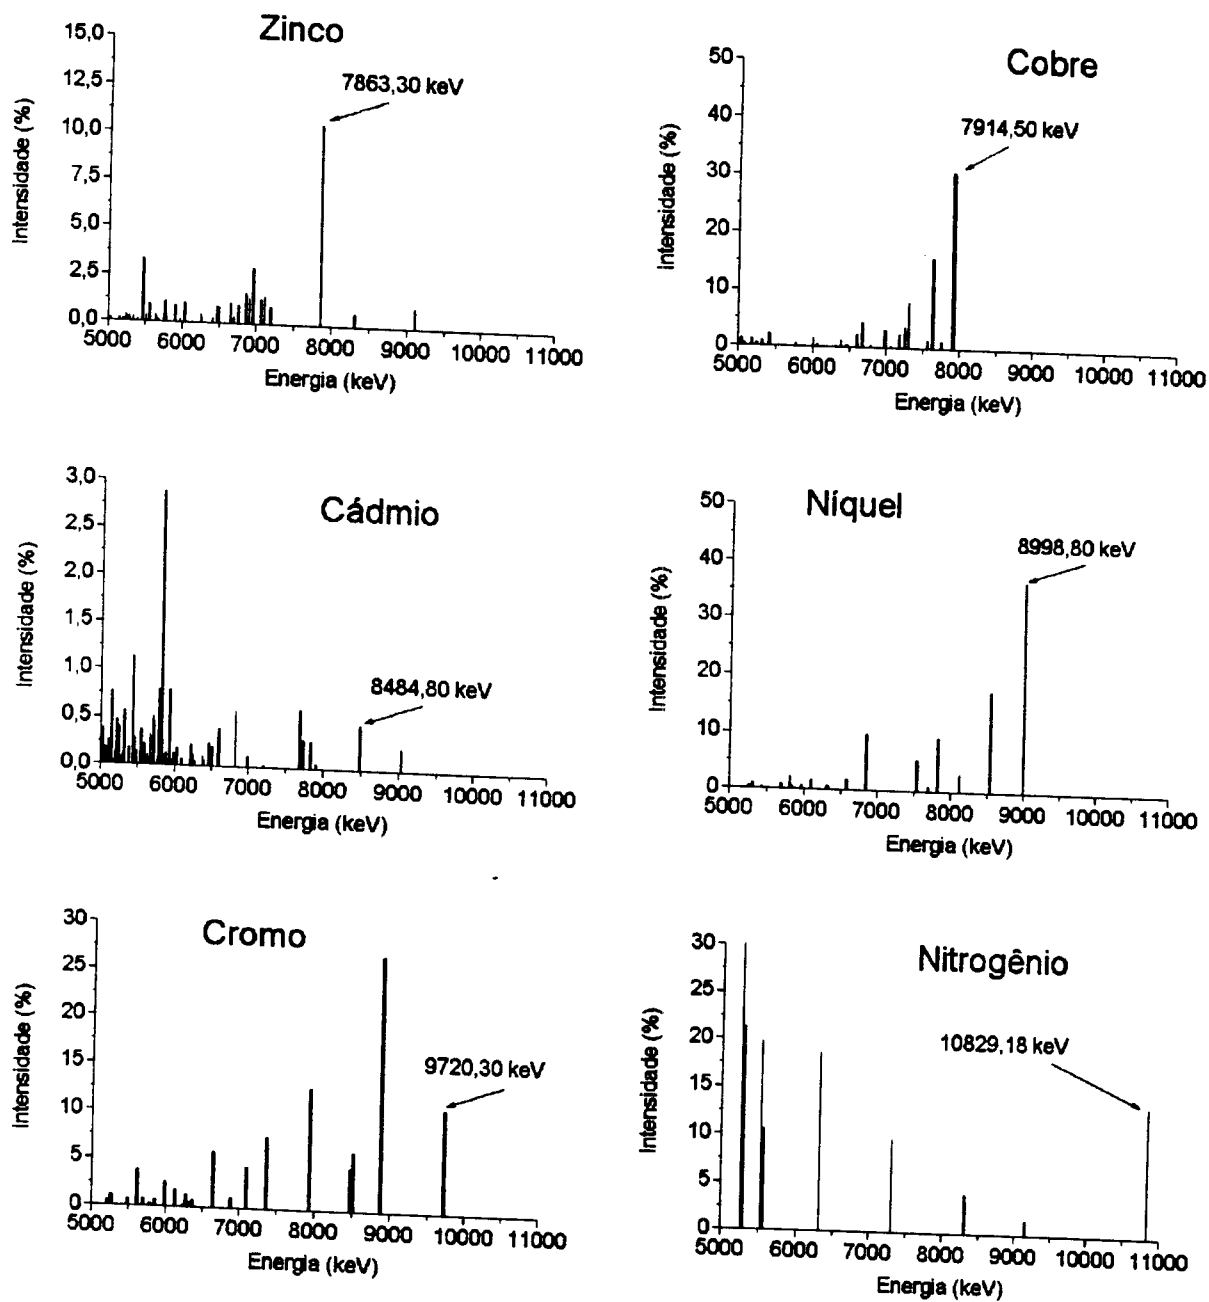 Zinco
15,0
12,5
10,0
7,5
5,0
2,5
0,0
Intensidade (%)
7863,30 keV
5000 6000 7000 8000 9000 10000 11000
Energia (keV)
Cobre
50
40
30
20
10
0
Intensidade (%)
7914,50 keV
5000 6000 7000 8000 9000 10000 11000
Energia (keV)
Cádmio
3,0
2,5
2,0
1,5
1,0
0,5
0,0
Intensidade (%)
8484,80 keV
5000 6000 7000 8000 9000 10000 11000
Energia (keV)
Níquel
50
40
30
20
10
0
Intensidade (%)
8998,80 keV
5000 6000 7000 8000 9000 10000 11000
Energia (keV)
Cromo
30
25
20
15
10
5
0
Intensidade (%)
9720,30 keV
5000 6000 7000 8000 9000 10000 11000
Energia (keV)
Nitrogênio
30
25
20
15
10
5
0
Intensidade (%)
10829,18 keV
5000 6000 7000 8000 9000 10000 11000
Energia (keV)